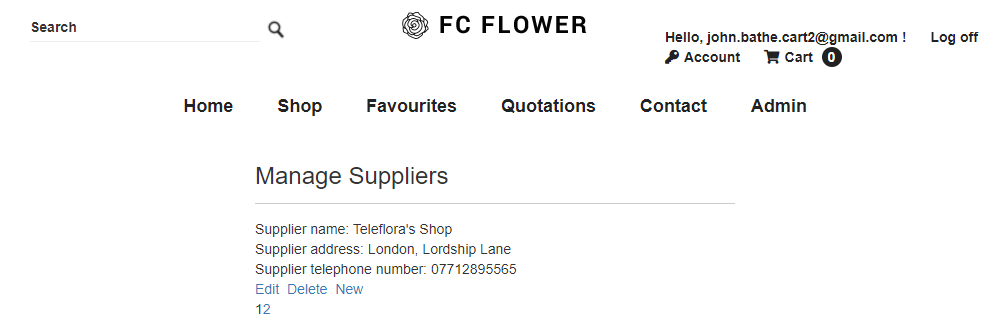 Search
FC FLOWER
Hello, john.bathe.cart2@gmail.com !
Log off
Account
Cart
0
Home
Shop
Favourites
Quotations
Contact
Admin
Manage Suppliers
Supplier name: Teleflora's Shop
Supplier address: London, Lordship Lane
Supplier telephone number: 07712895565
Edit Delete New
12